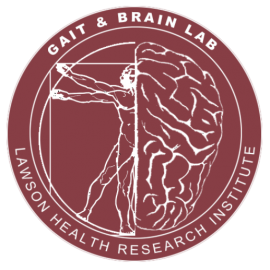 GAIT & BRAIN LAB
LAWSON HEALTH RESEARCH INSTITUTE